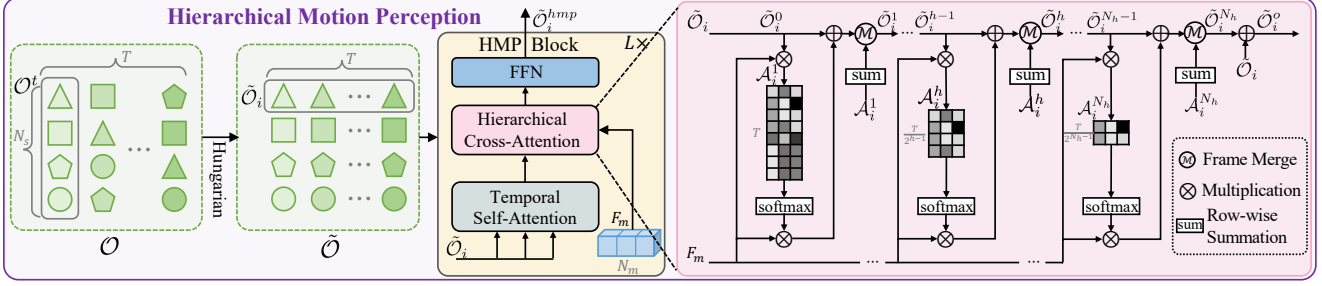 Hierarchical Motion Perception
T
𝒪^t
N_s
𝒪
Hungarian
T
Õ_i
Õ
Õ_i^{hmp}
HMP Block
L×
FFN
Hierarchical
Cross-Attention
Temporal
Self-Attention
F_m
Õ_i
N_m
Õ_i
Õ_i^0
Õ_i^1
...
Õ_i^{h-1}
Õ_i^h
...
Õ_i^{N_h-1}
Õ_i^{N_h}
Õ_i^o
ℳ
ℳ
ℳ
sum
sum
sum
Õ_i
A_i^1
A_i^1
A_i^h
A_i^h
A_i^{N_h}
A_i^{N_h}
T
T/2^{h-1}
T/2^{N_h-1}
softmax
softmax
softmax
F_m
...
...
ℳ Frame Merge
⊗ Multiplication
sum Row-wise
Summation